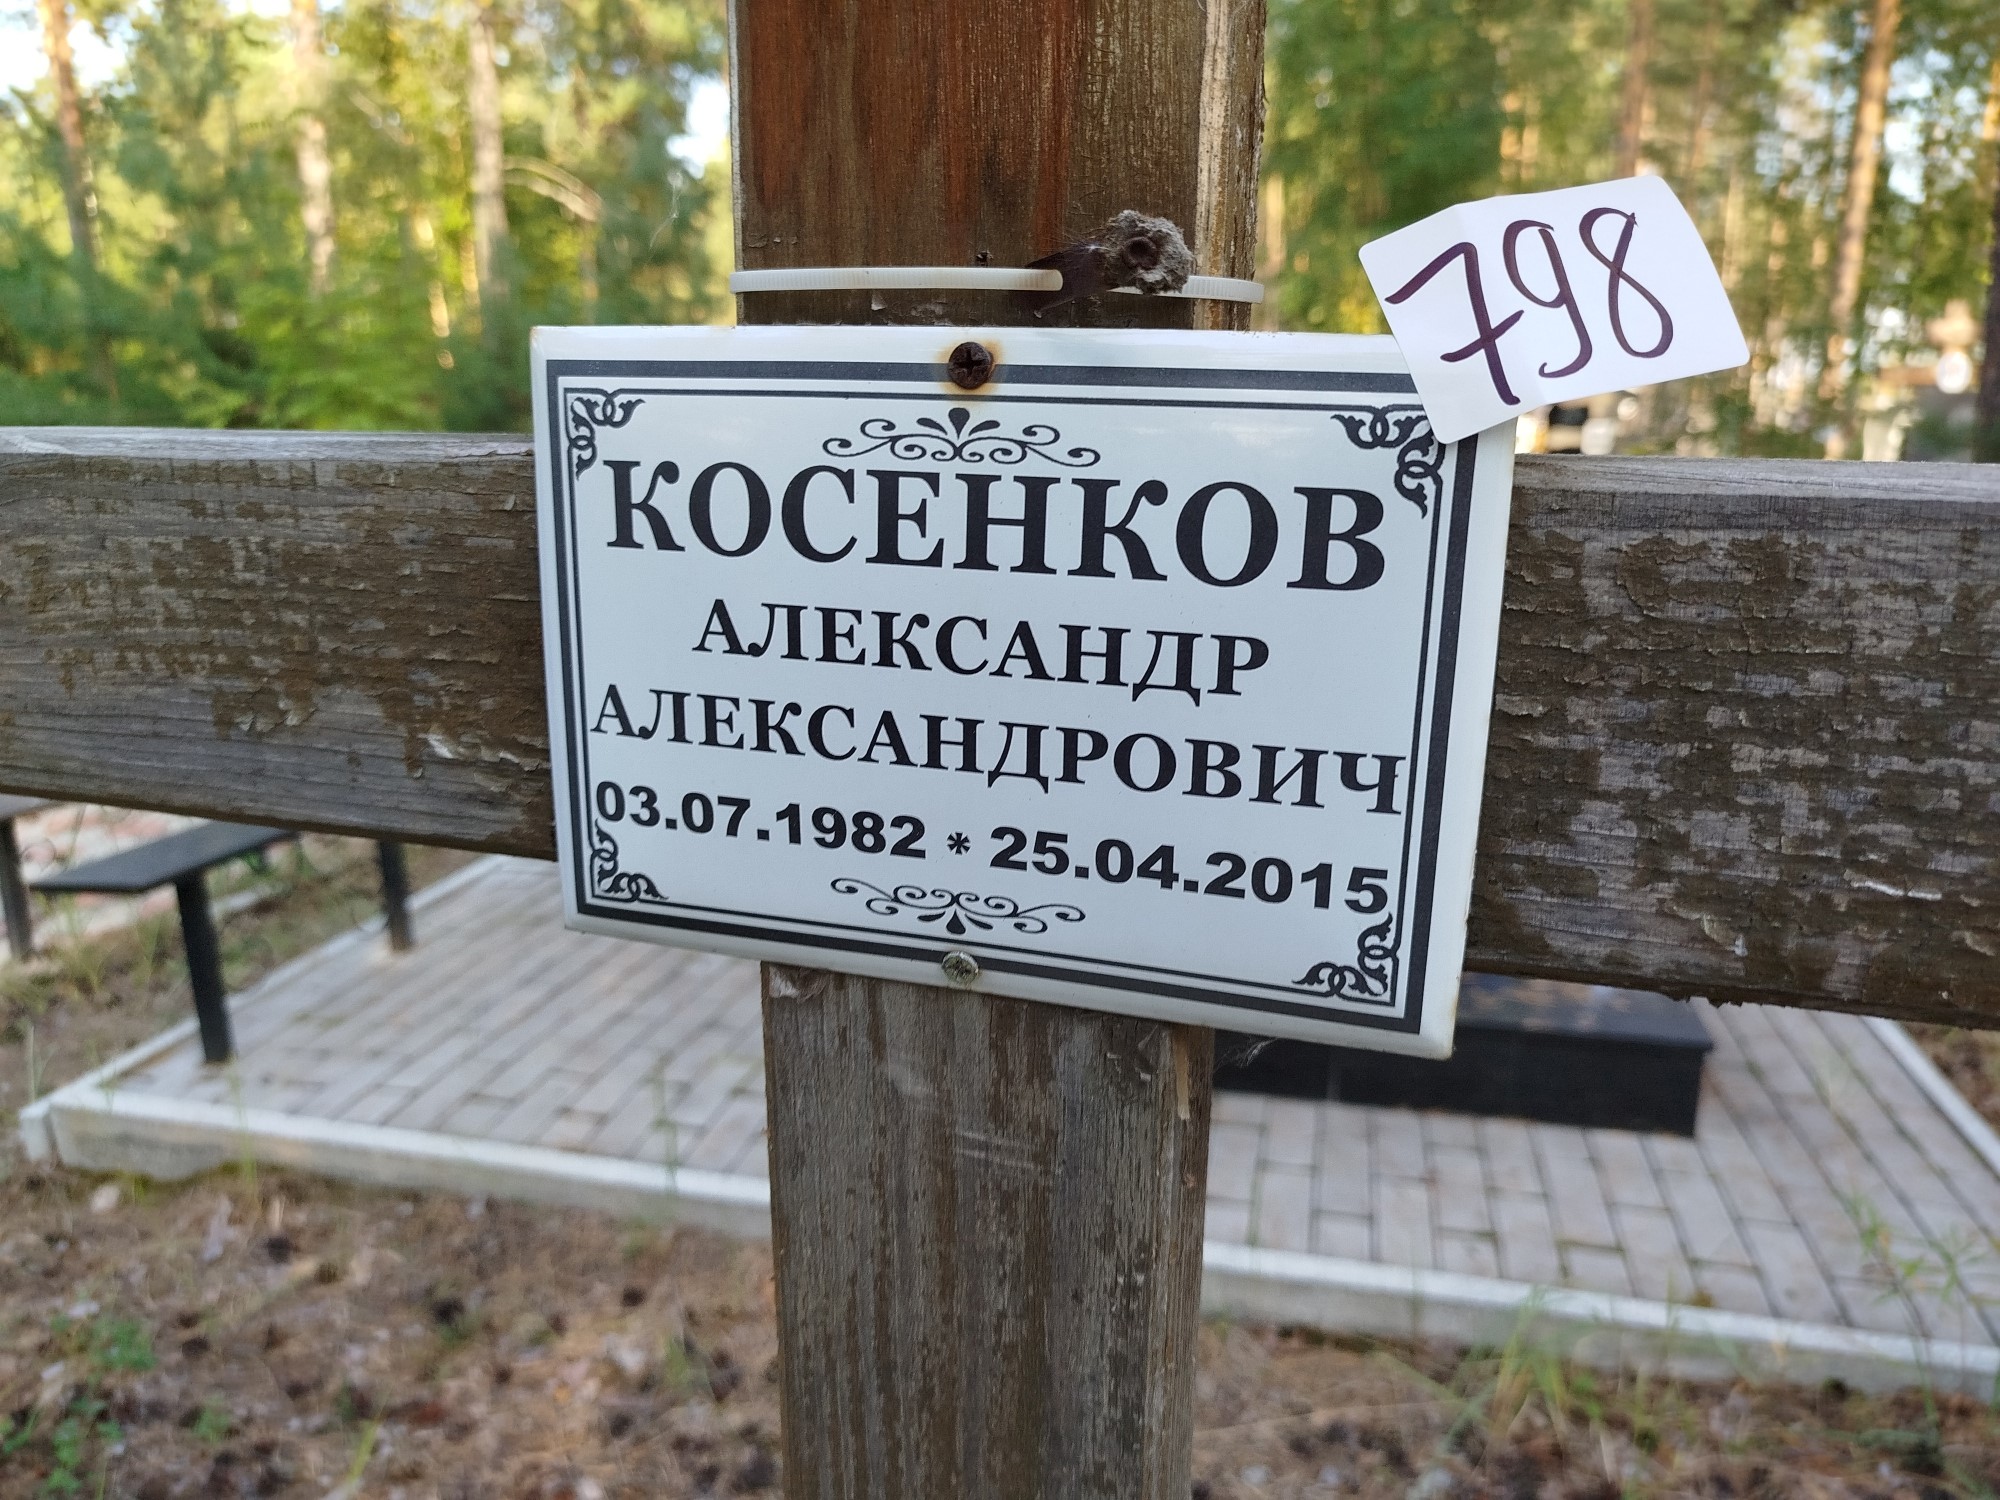 798
КОСЕНКОВ
АЛЕКСАНДР
АЛЕКСАНДРОВИЧ
03.07.1982 * 25.04.2015